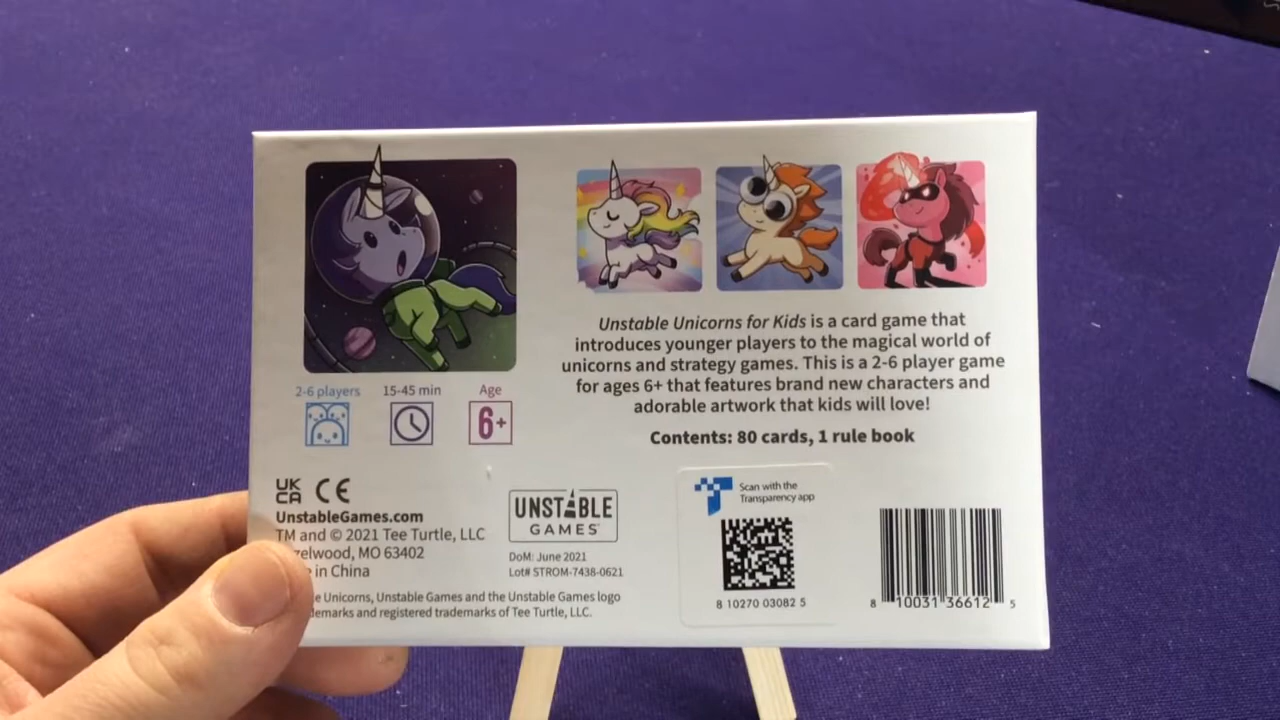 2-6 players
15-45 min
Age
6+
Unstable Unicorns for Kids is a card game that
introduces younger players to the magical world of
unicorns and strategy games. This is a 2-6 player game
for ages 6+ that features brand new characters and
adorable artwork that kids will love!
Contents: 80 cards, 1 rule book
UK
CA CE
UnstableGames.com
TM and © 2021 Tee Turtle, LLC
zelwood, MO 63402
in China
UNSTABLE
GAMES
DoM: June 2021
Lot# STROM-7438-0621
e Unicorns, Unstable Games and the Unstable Games logo
demarks and registered trademarks of Tee Turtle, LLC.
Scan with the
Transparency app
8 10270 03082 5
8 10031 36612 5